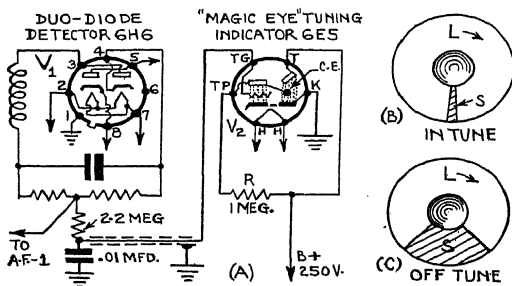 DUO-DIODE
DETECTOR 6H6
"MAGIC EYE" TUNING
INDICATOR 6E5
V1
1
2
3
4
5
6
7
8
TG
T
C.E.
TP
K
V2
H
H
R
1 MEG.
2.2 MEG
.01 MFD.
TO
A.F-1
(A)
B+
250 V.
L
S
(B)
IN TUNE
L
S
(C)
OFF TUNE